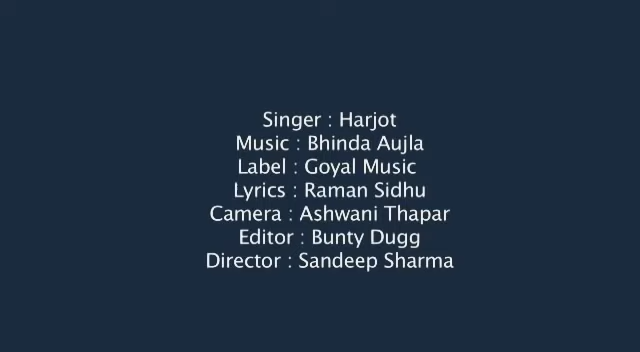 Singer : Harjot
Music : Bhinda Aujla
Label : Goyal Music
Lyrics : Raman Sidhu
Camera : Ashwani Thapar
Editor : Bunty Dugg
Director : Sandeep Sharma